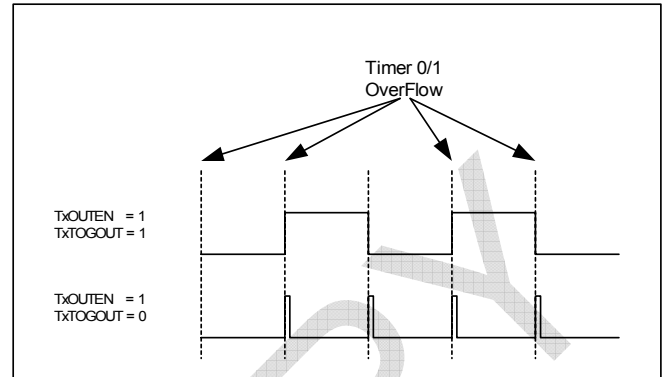 Timer 0/1
OverFlow
TxOUTEN = 1
TxTOGOUT = 1
TxOUTEN = 1
TxTOGOUT = 0